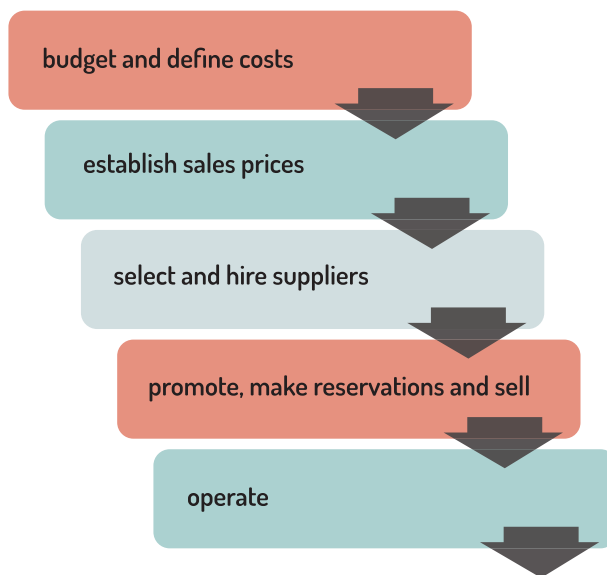 budget and define costs
establish sales prices
select and hire suppliers
promote, make reservations and sell
operate